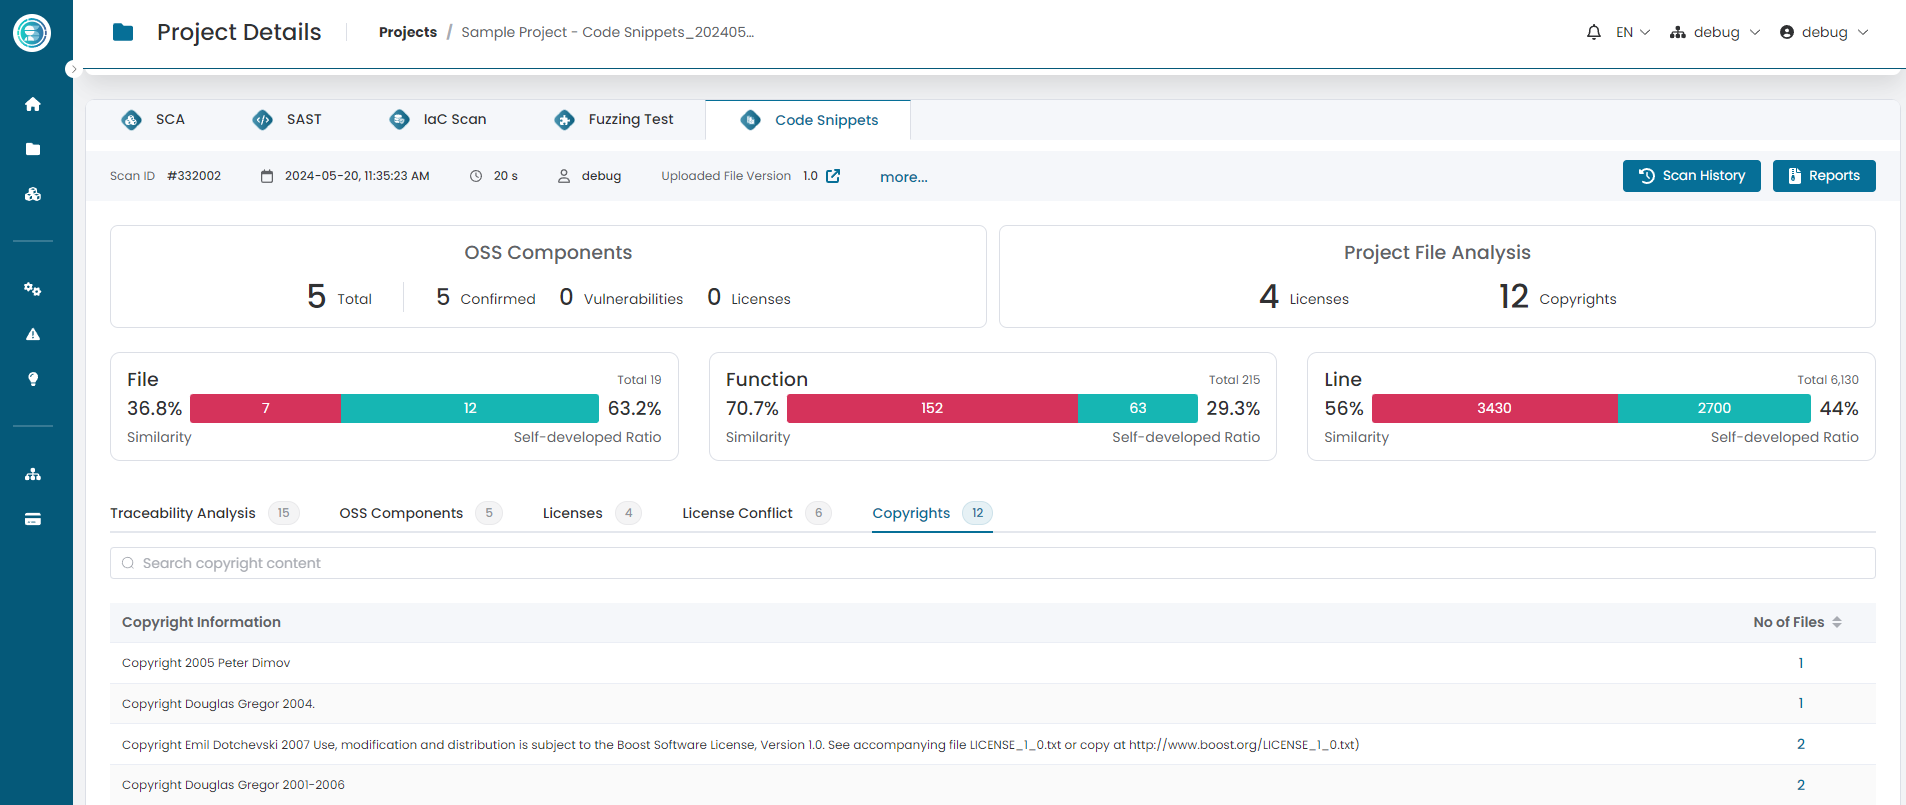 Project Details
Projects / Sample Project - Code Snippets_202405...
EN debug debug
SCA SAST IaC Scan Fuzzing Test Code Snippets
Scan ID #332002 2024-05-20, 11:35:23 AM 20 s debug Uploaded File Version 1.0 more... Scan History Reports
OSS Components
5 Total 5 Confirmed 0 Vulnerabilities 0 Licenses
Project File Analysis
4 Licenses 12 Copyrights
File Total 19
36.8% 7 12 63.2%
Similarity Self-developed Ratio
Function Total 215
70.7% 152 63 29.3%
Similarity Self-developed Ratio
Line Total 6,130
56% 3430 2700 44%
Similarity Self-developed Ratio
Traceability Analysis 15 OSS Components 5 Licenses 4 License Conflict 6 Copyrights 12
Search copyright content
Copyright Information No of Files
Copyright 2005 Peter Dimov 1
Copyright Douglas Gregor 2004. 1
Copyright Emil Dotchevski 2007 Use, modification and distribution is subject to the Boost Software License, Version 1.0. See accompanying file LICENSE_1_0.txt or copy at http://www.boost.org/LICENSE_1_0.txt) 2
Copyright Douglas Gregor 2001-2006 2